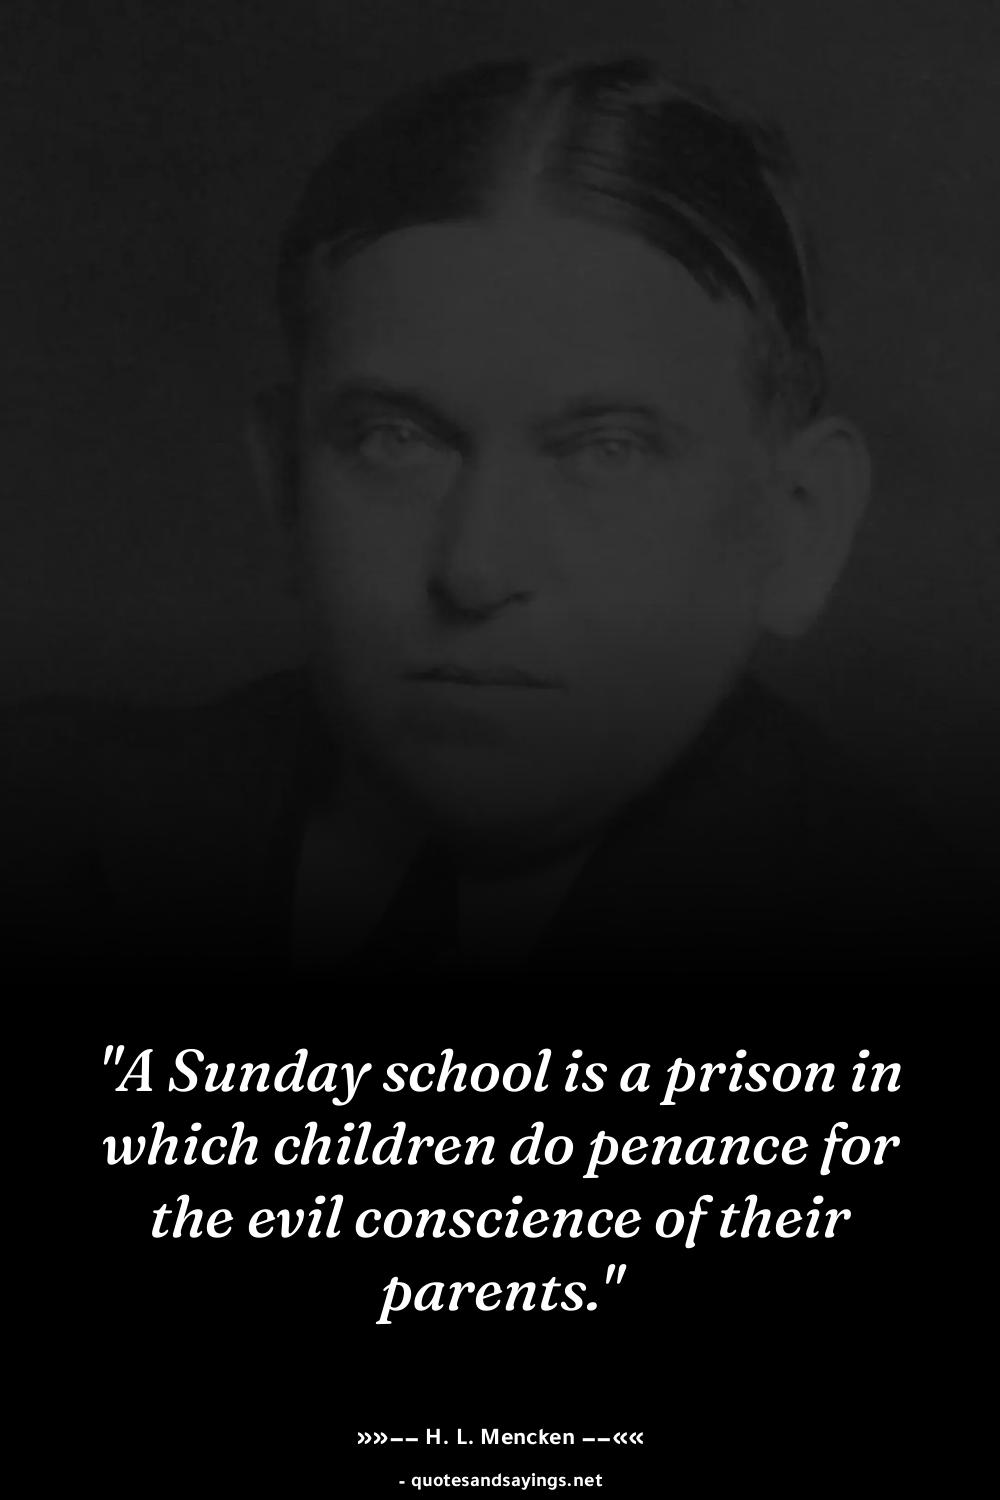 "A Sunday school is a prison in
which children do penance for
the evil conscience of their
parents."
»»–– H. L. Mencken ––««
- quotesandsayings.net